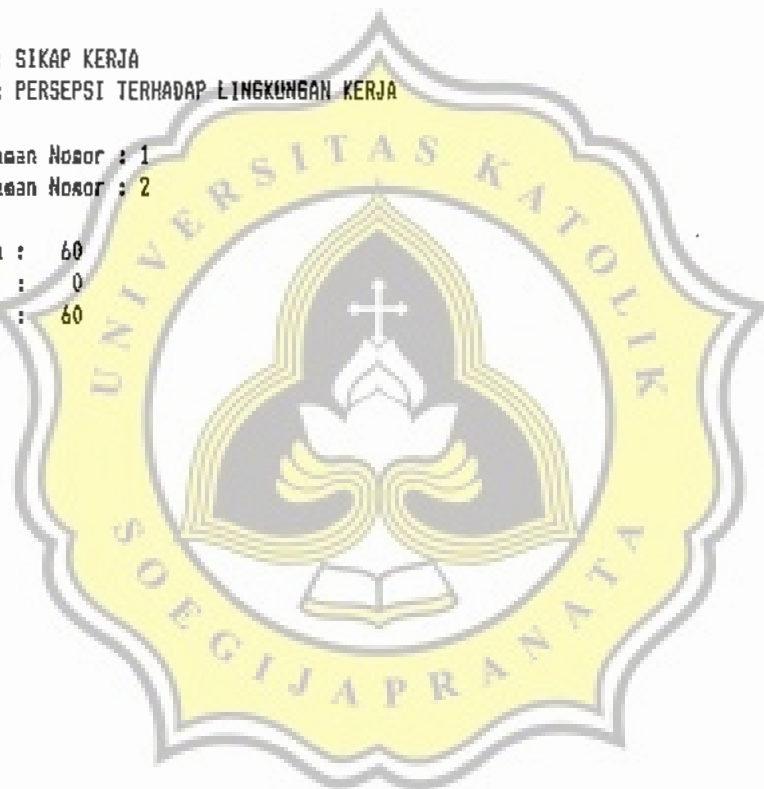 : SIKAP KERJA
: PERSEPSI TERHADAP LINGKUNGAN KERJA
Nomor : 1
Nomor : 2
: 60
: 0
: 60
UNIVERSITAS KATOLIK
SOEGIJAPRANATA